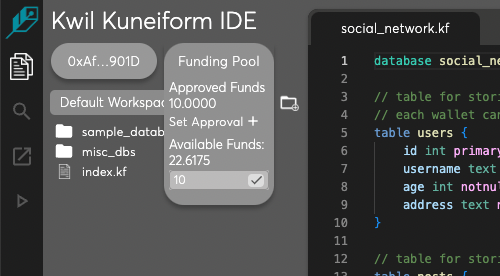 Kwil Kuneiform IDE
0xAf...901D
Funding Pool
Approved Funds
10.0000
Set Approval +
Available Funds:
22.6175
10
Default Workspac
sample_datab
misc_dbs
index.kf
social_network.kf
1 database social_ne
2
3 // table for stori
4 // each wallet can
5 table users {
6 id int primary
7 username text
8 age int notnul
9 address text n
10 }
11
12 // table for stori
13 table posts {